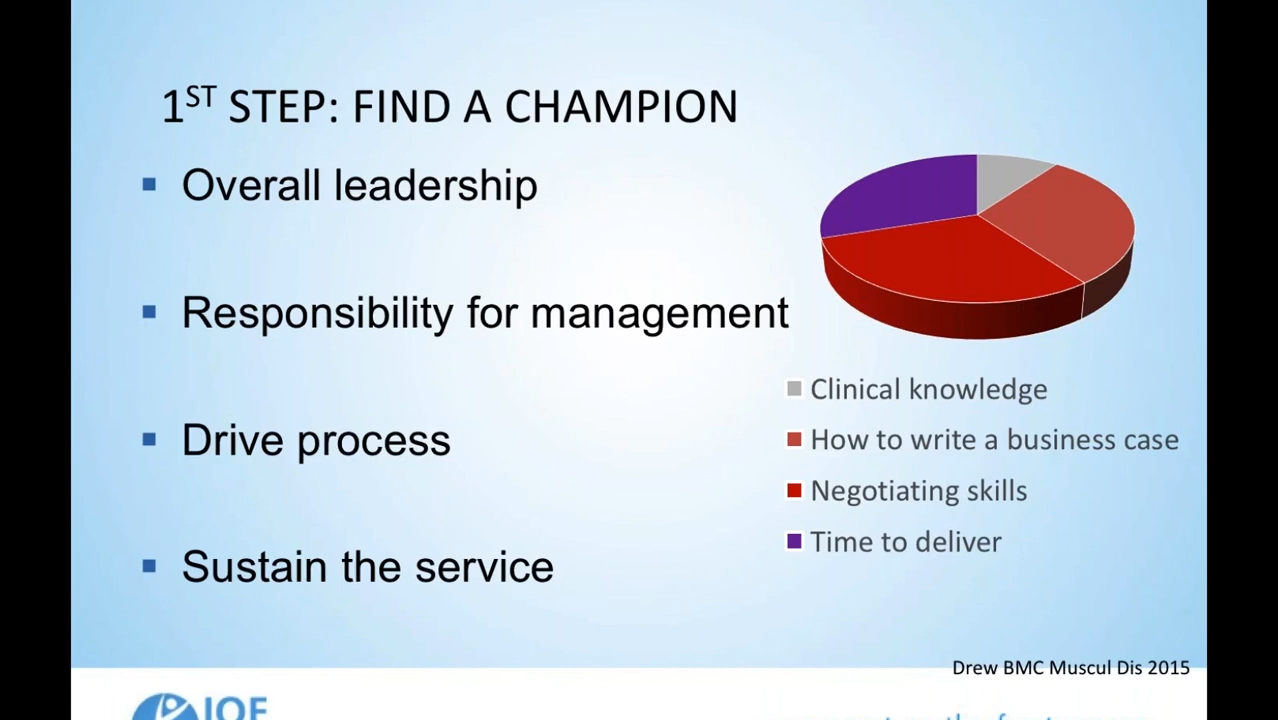 1ST STEP: FIND A CHAMPION
Overall leadership
Responsibility for management
Drive process
Sustain the service
Clinical knowledge
How to write a business case
Negotiating skills
Time to deliver
Drew BMC Muscul Dis 2015
IOF